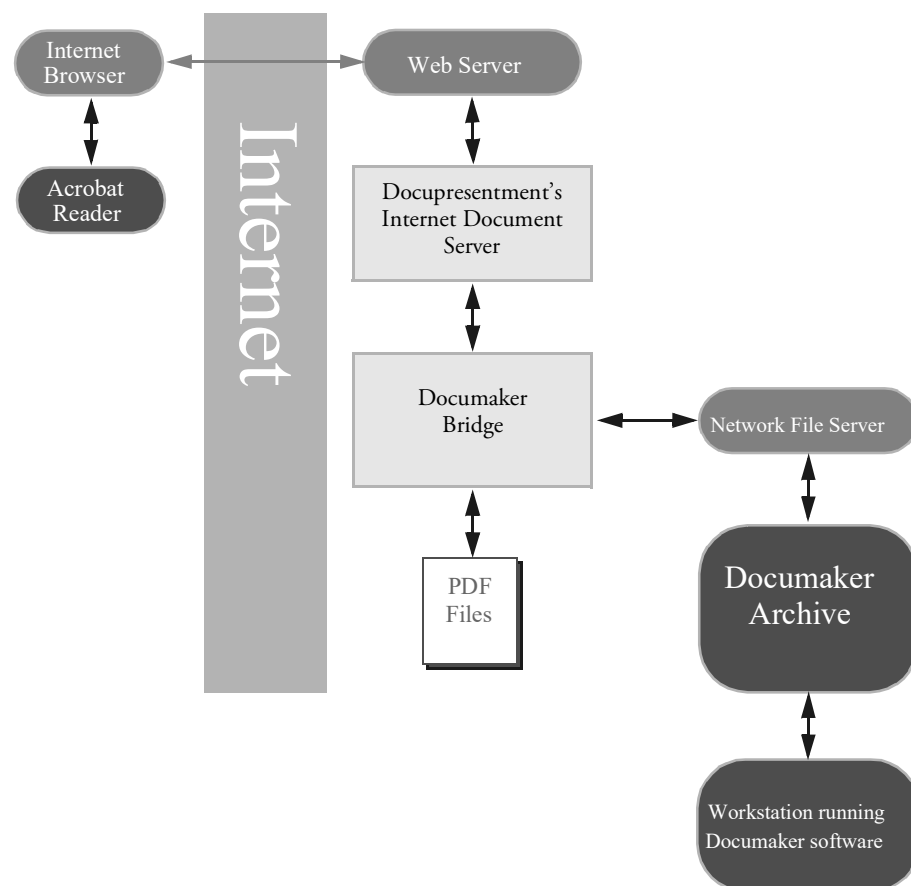 Internet
Browser
Web Server
Acrobat
Reader
Internet
Docupresentment’s
Internet Document
Server
Documaker
Bridge
Network File Server
PDF
Files
Documaker
Archive
Workstation running
Documaker software